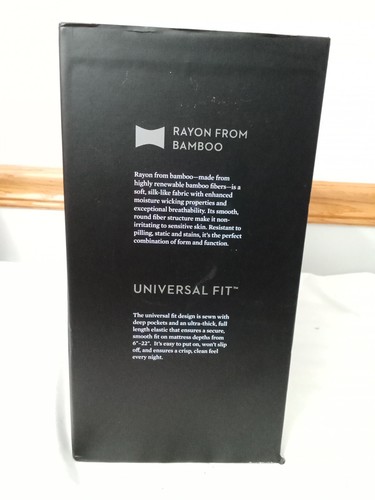 RAYON FROM
BAMBOO
Rayon from bamboo—made from
highly renewable bamboo fibers—is a
soft, silk-like fabric with enhanced
moisture wicking properties and
exceptional breathability. Its smooth,
round fiber structure make it non-
irritating to sensitive skin. Resistant to
pilling, static and stains, it's the perfect
combination of form and function.
UNIVERSAL FIT™
The universal fit design is sewn with
deep pockets and an ultra-thick, full
length elastic that ensures a secure,
smooth fit on mattress depths from
6"-22". It's easy to put on, won't slip
off, and ensures a crisp, clean feel
every night.